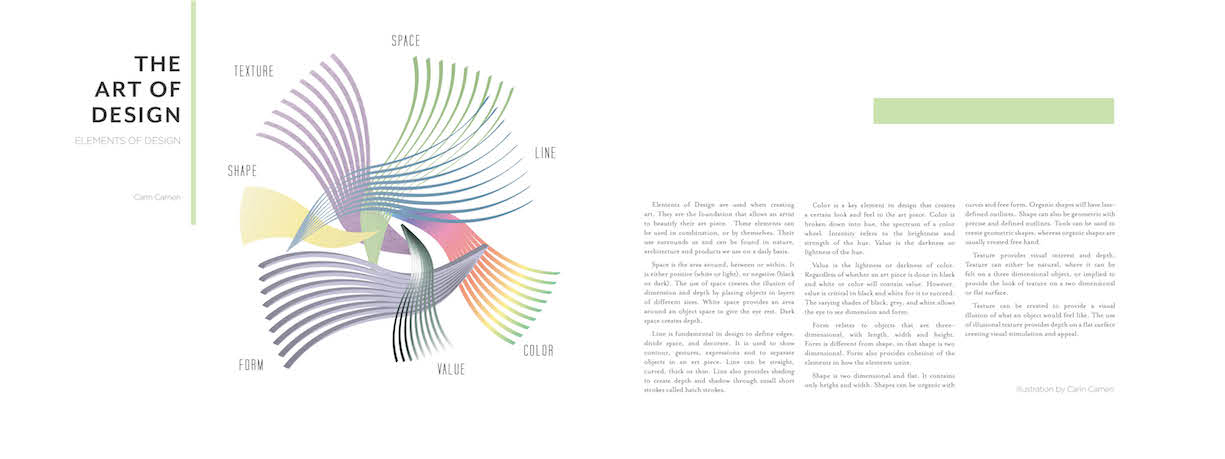 THE
ART OF
DESIGN
ELEMENTS OF DESIGN
Carin Camen
SPACE
TEXTURE
LINE
SHAPE
COLOR
FORM
VALUE
Elements of Design are used when creating
art. They are the foundation that allows an artist
to beautify their art piece. These elements can
be used in combination, or by themselves. Their
use surrounds us and can be found in nature,
architecture and products we use on a daily basis.
Space is the area around, between or within. It
is either positive (white or light), or negative (black
or dark). The use of space creates the illusion of
dimension and depth by placing objects in layers
of different sizes. White space provides an area
around an object space to give the eye rest. Dark
space creates depth.
Line is fundamental in design to define edges,
divide space, and decorate. It is used to show
contour, gestures, expressions and to separate
objects in an art piece. Line can be straight,
curved, thick or thin. Line also provides shading
to create depth and shadow through small short
strokes called hatch strokes.
Color is a key element to design that creates
a certain look and feel to the art piece. Color is
broken down into hue, the spectrum of a color
wheel. Intensity refers to the brightness and
strength of the hue. Value is the darkness or
lightness of the hue.
Value is the lightness or darkness of color.
Regardless of whether an art piece is done in black
and white or color will contain value. However,
value is critical in black and white for it to succeed.
The varying shades of black, grey, and white allows
the eye to see dimension and form.
Form relates to objects that are three-
dimensional, with length, width and height.
Form is different from shape, in that shape is two
dimensional. Form also provides cohesion of the
elements in how the elements unite.
Shape is two dimensional and flat. It contains
only height and width. Shapes can be organic with
curves and free form. Organic shapes will have less-
defined outlines. Shape can also be geometric with
precise and defined outlines. Tools can be used to
create geometric shapes, whereas organic shapes are
usually created free hand.
Texture provides visual interest and depth.
Texture can either be natural, where it can be
felt on a three dimensional object, or implied to
provide the look of texture on a two dimensional
or flat surface.
Texture can be created to provide a visual
illusion of what an object would feel like. The use
of illusional texture provides depth on a flat surface
creating visual stimulation and appeal.
Illustration by Carin Camen